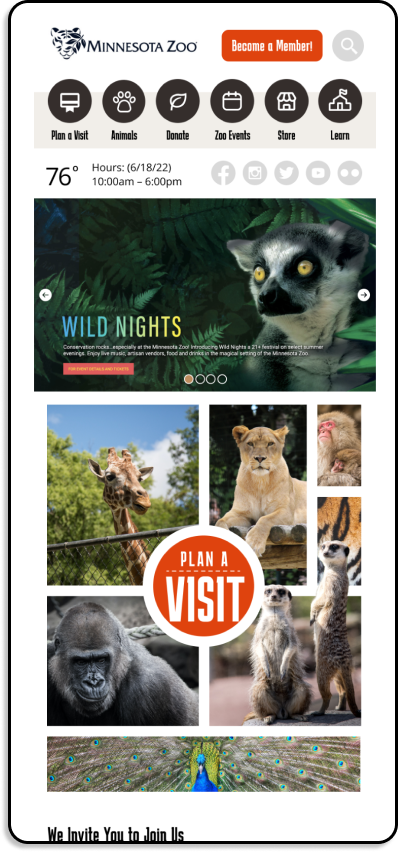 MINNESOTA ZOO
Become a Member!
Plan a Visit
Animals
Donate
Zoo Events
Store
Learn
76°
Hours: (6/18/22)
10:00am – 6:00pm
WILD NIGHTS
Conservation rocks...especially at the Minnesota Zoo! Introducing Wild Nights a 21+ festival on select summer
evenings. Enjoy live music, artisan vendors, food and drinks in the magical setting of the Minnesota Zoo.
FOR EVENT DETAILS AND TICKETS
PLAN A
VISIT
We Invite You to Join Us